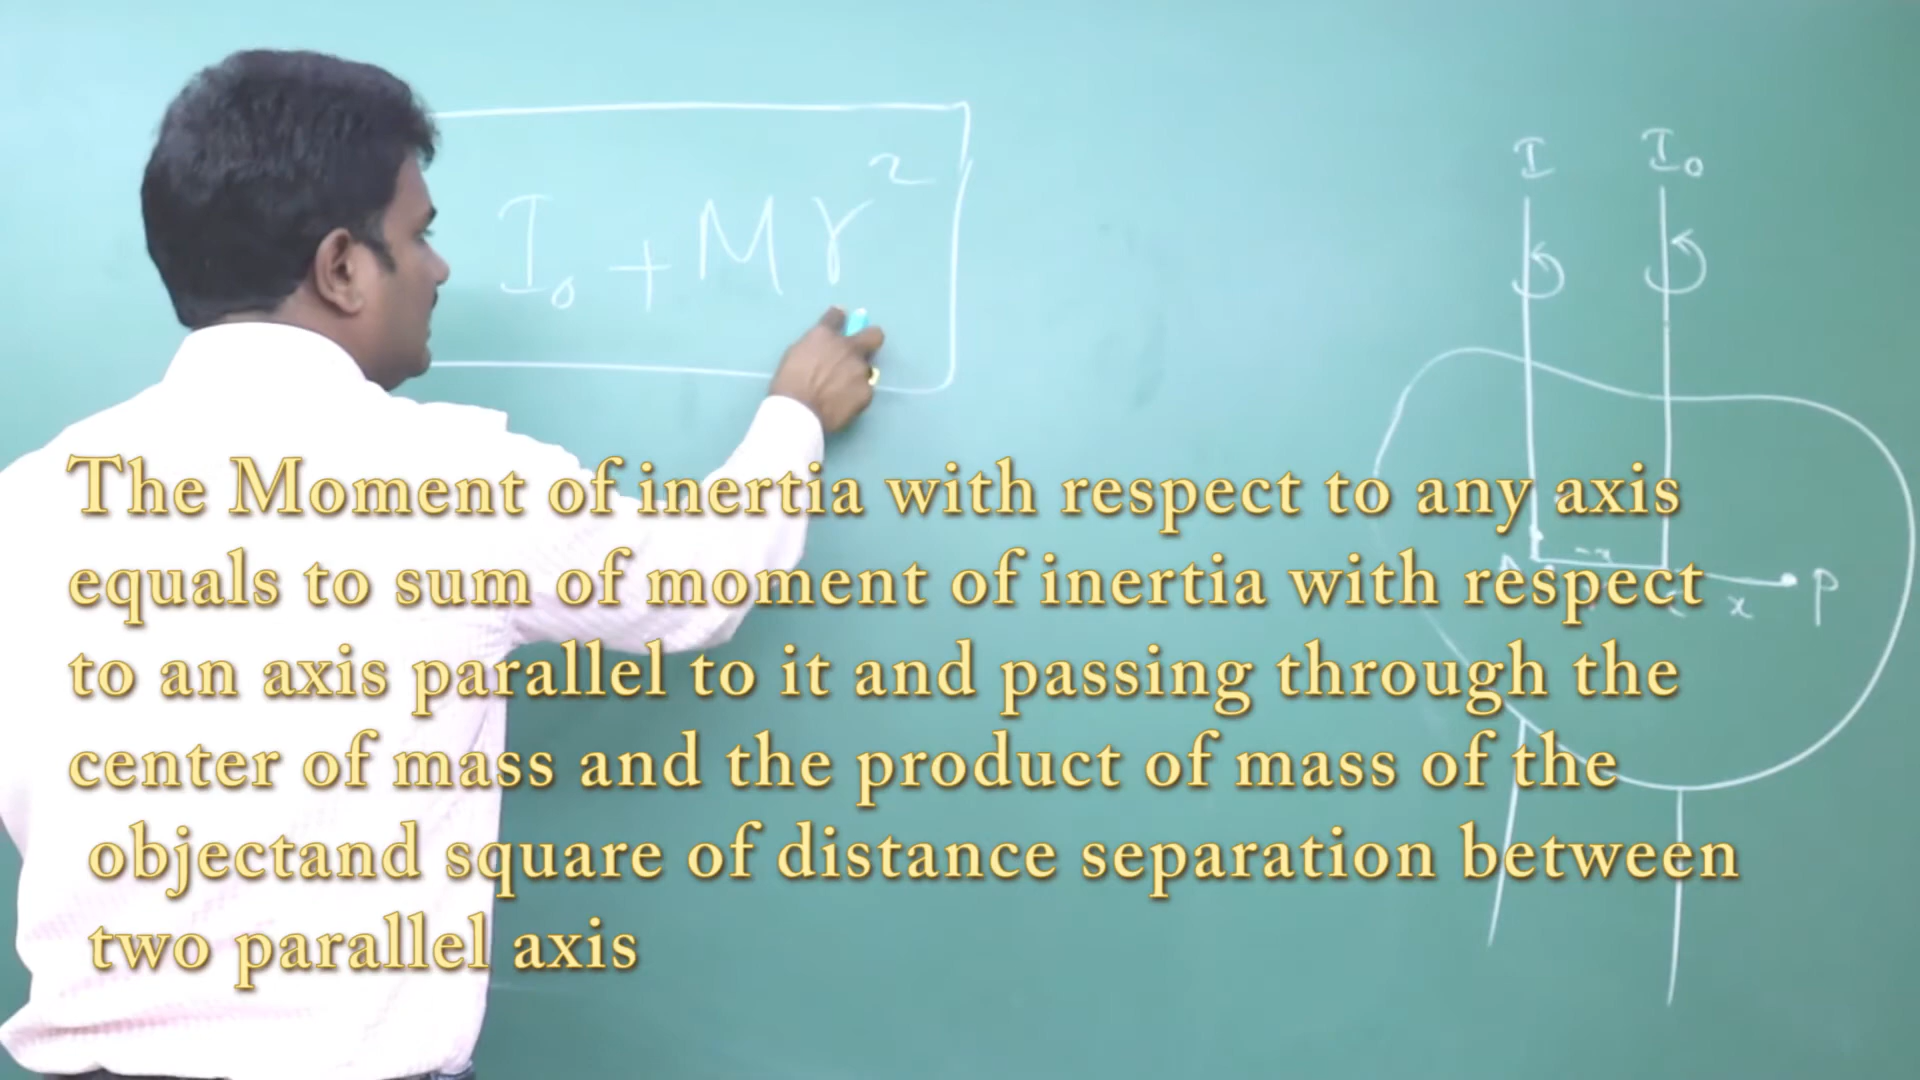 I₀ + Mr²
I I₀
-x
x P
The Moment of inertia with respect to any axis
equals to sum of moment of inertia with respect
to an axis parallel to it and passing through the
center of mass and the product of mass of the
objectand square of distance separation between
two parallel axis